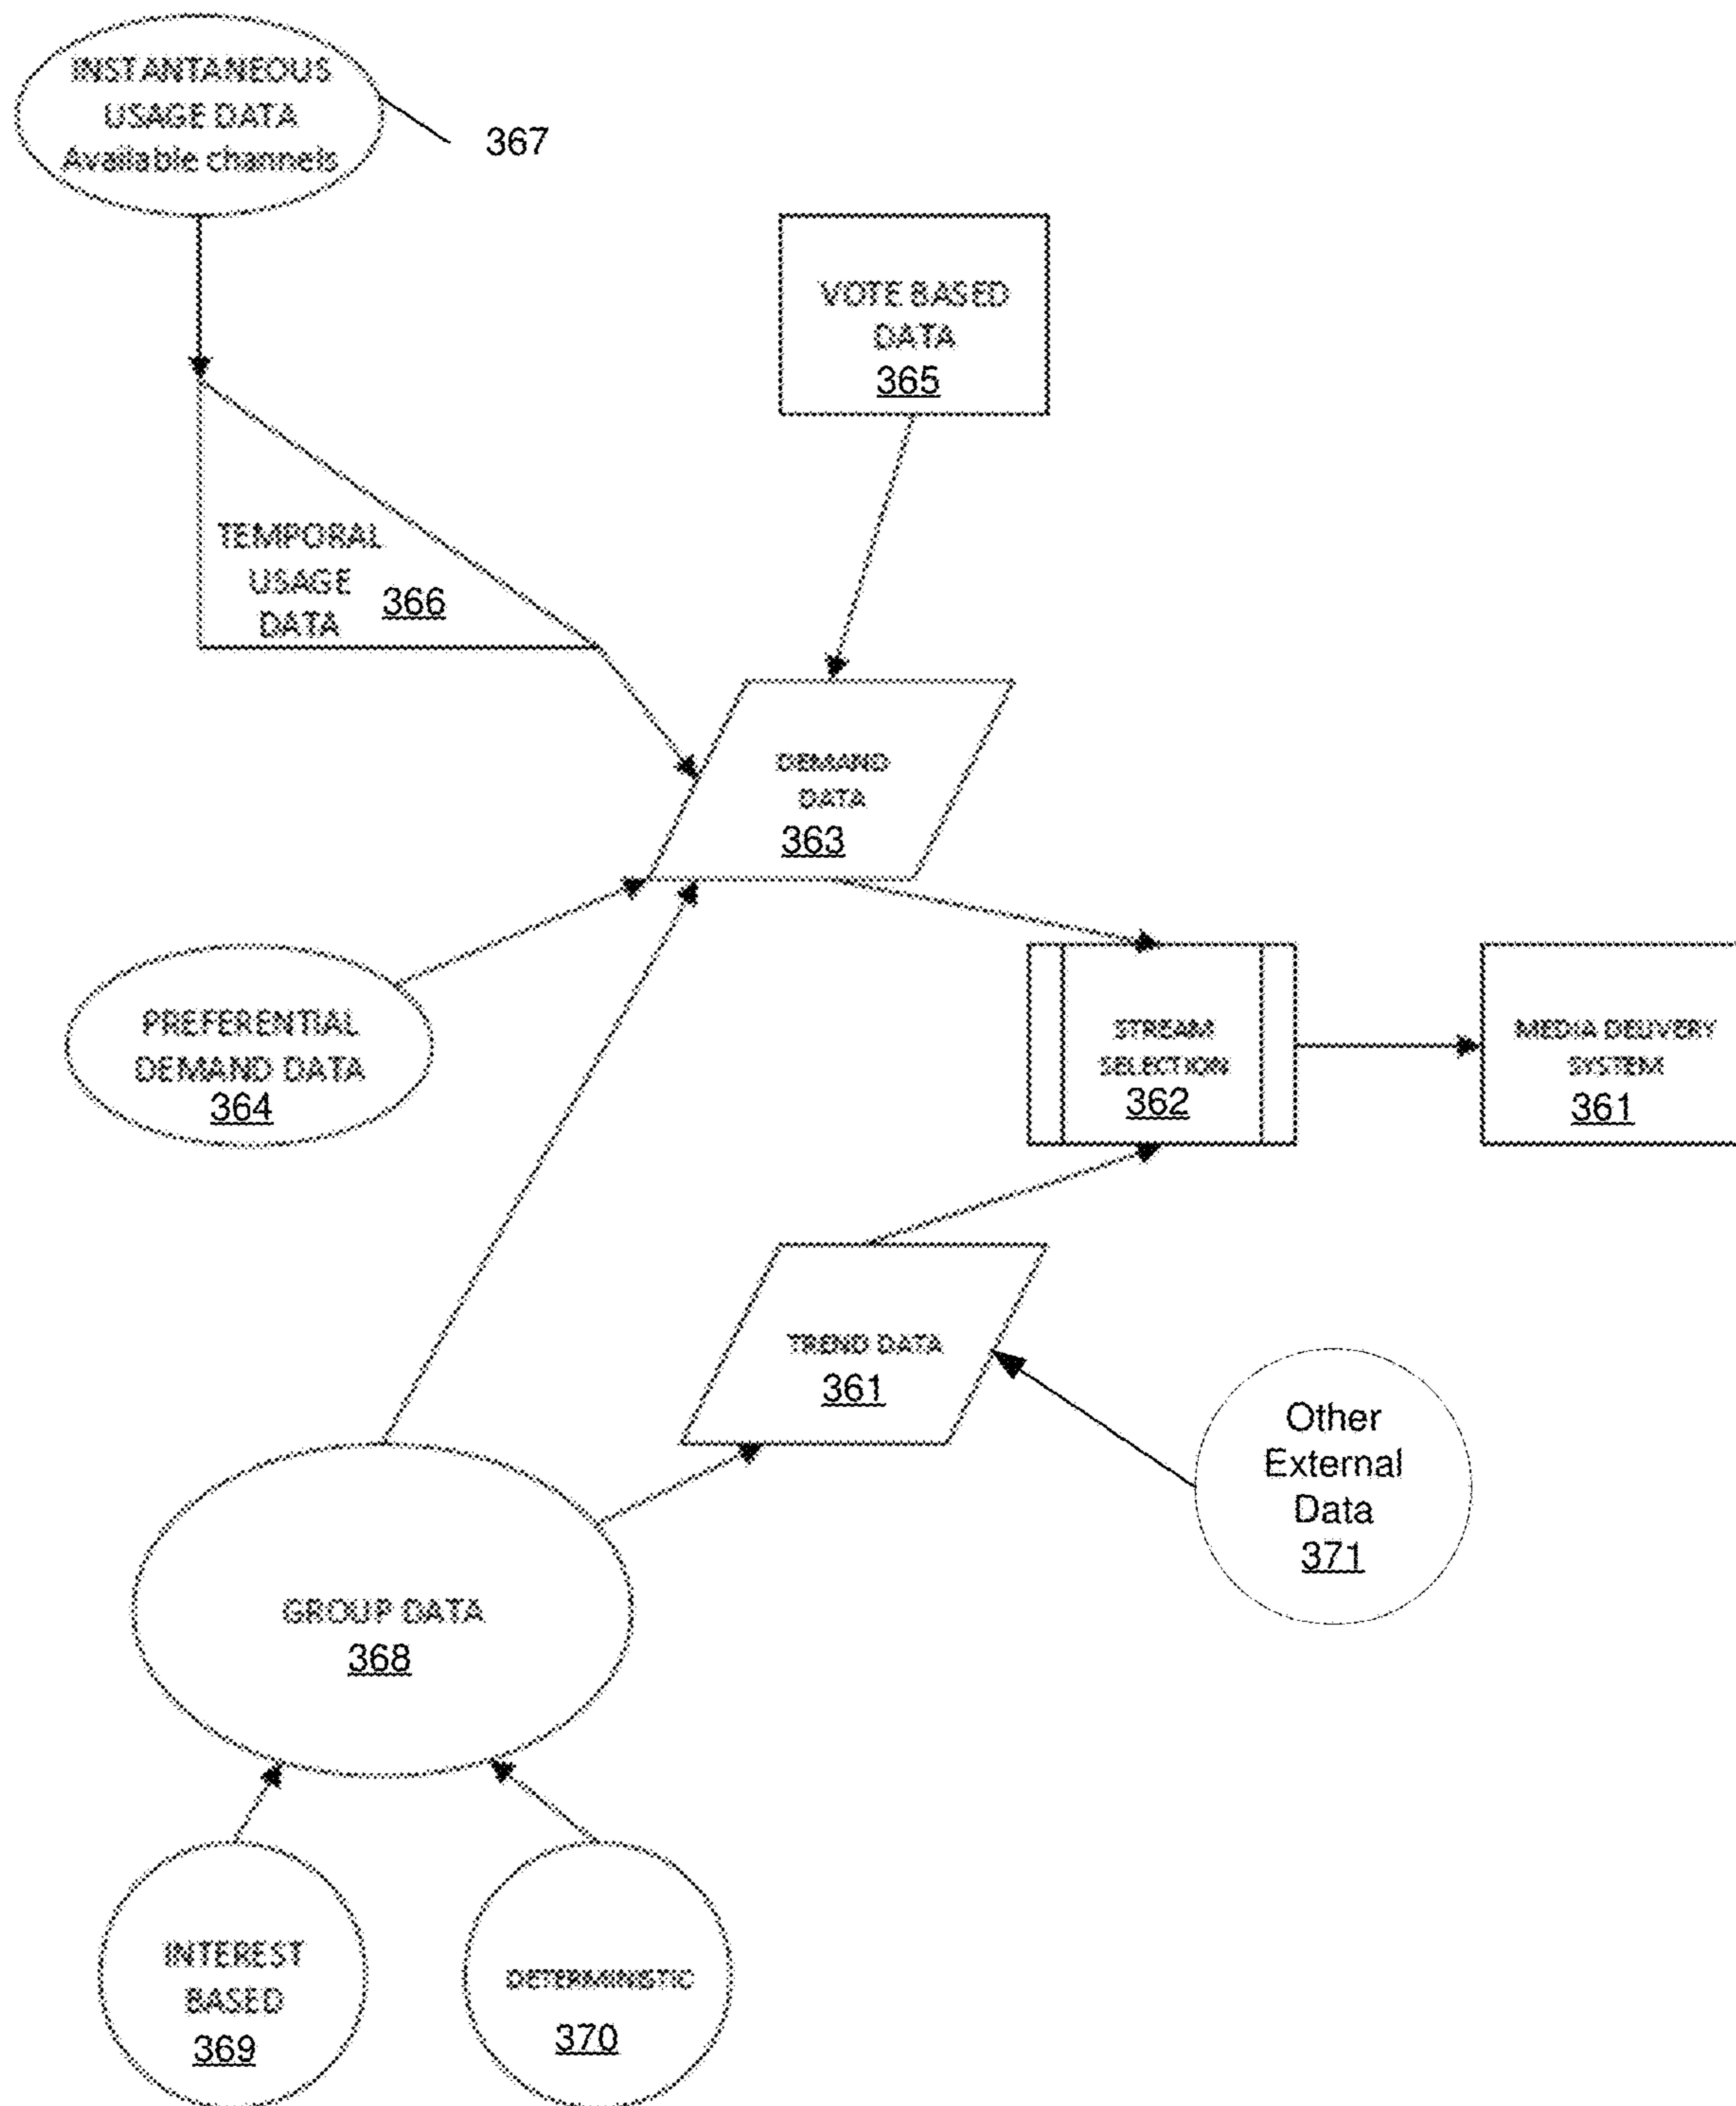 INSTANTANEOUS
USAGE DATA
Available channels
367
VOTE BASED
DATA
365
TEMPORAL
USAGE
DATA
366
DEMAND
DATA
363
PREFERENTIAL
DEMAND DATA
364
STREAM
SELECTION
362
MEDIA DELIVERY
SYSTEM
361
TREND DATA
361
Other
External
Data
371
GROUP DATA
368
INTEREST
BASED
369
DETERMINISTIC
370